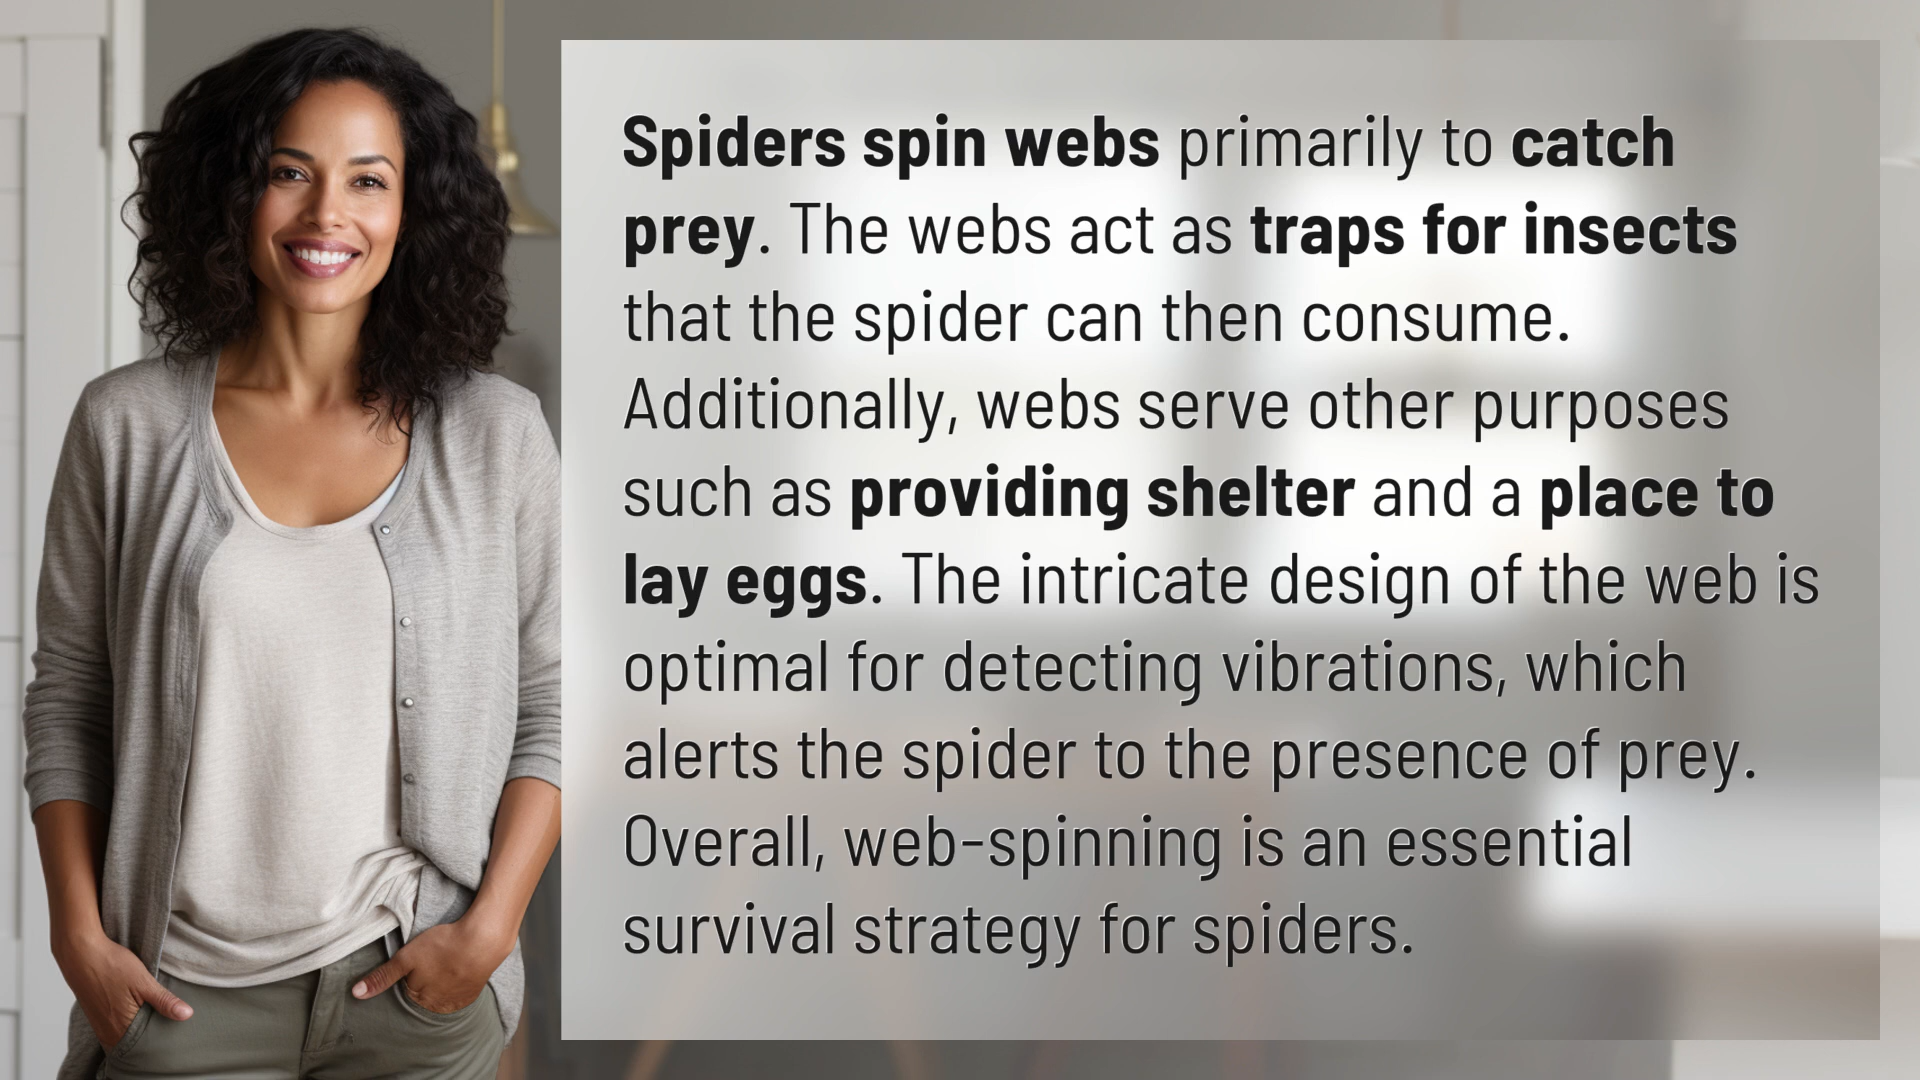 Spiders spin webs primarily to catch
prey. The webs act as traps for insects
that the spider can then consume.
Additionally, webs serve other purposes
such as providing shelter and a place to
lay eggs. The intricate design of the web is
optimal for detecting vibrations, which
alerts the spider to the presence of prey.
Overall, web-spinning is an essential
survival strategy for spiders.